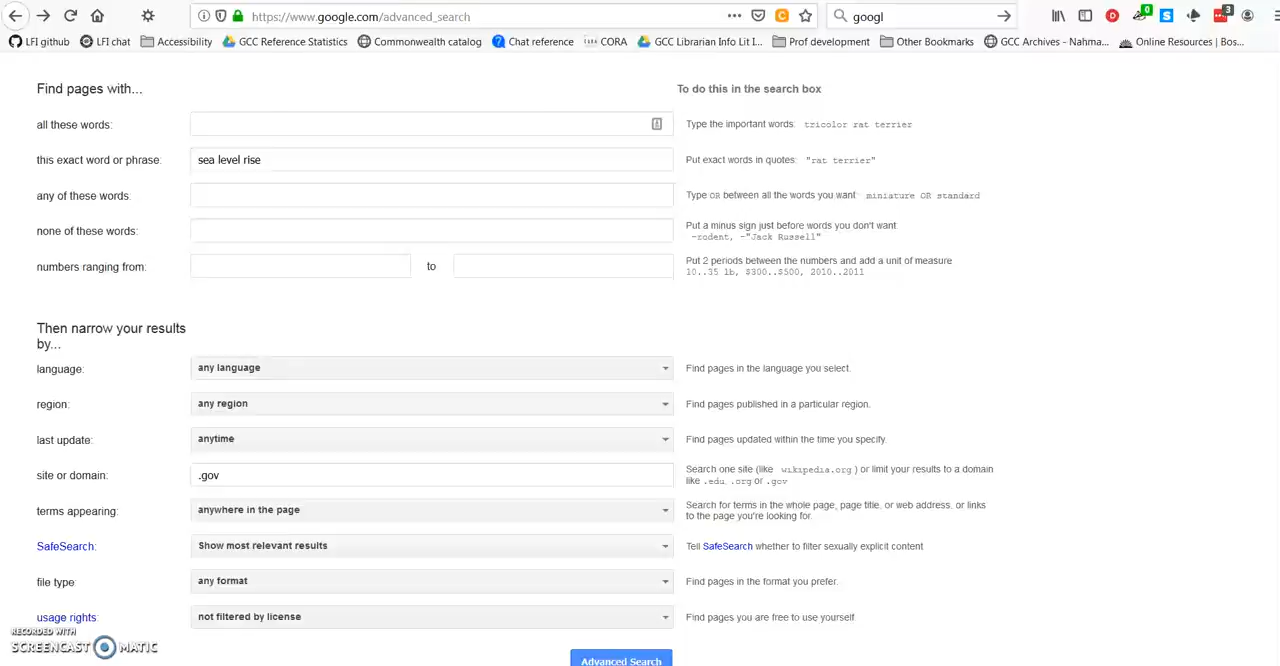 https://www.google.com/advanced_search
googl
0
3
LFI github
LFI chat
Accessibility
GCC Reference Statistics
Commonwealth catalog
Chat reference
CORA
GCC Librarian Info Lit I...
Prof development
Other Bookmarks
GCC Archives - Nahma...
Online Resources | Bos...
Find pages with...
To do this in the search box
all these words:
Type the important words: tricolor rat terrier
this exact word or phrase:
sea level rise
Put exact words in quotes: "rat terrier"
any of these words:
Type OR between all the words you want: miniature OR standard
none of these words:
Put a minus sign just before words you don't want
-rodent, -"Jack Russell"
numbers ranging from:
to
Put 2 periods between the numbers and add a unit of measure
10..35 lb, $300..$500, 2010..2011
Then narrow your results
by...
language:
any language
Find pages in the language you select.
region:
any region
Find pages published in a particular region.
last update:
anytime
Find pages updated within the time you specify.
site or domain:
.gov
Search one site (like wikipedia.org ) or limit your results to a domain
like .edu, .org or .gov
terms appearing:
anywhere in the page
Search for terms in the whole page, page title, or web address, or links
to the page you're looking for.
SafeSearch:
Show most relevant results
Tell SafeSearch whether to filter sexually explicit content
file type:
any format
Find pages in the format you prefer.
usage rights:
not filtered by license
Find pages you are free to use yourself
RECORDED WITH
SCREENCAST MATIC
Advanced Search